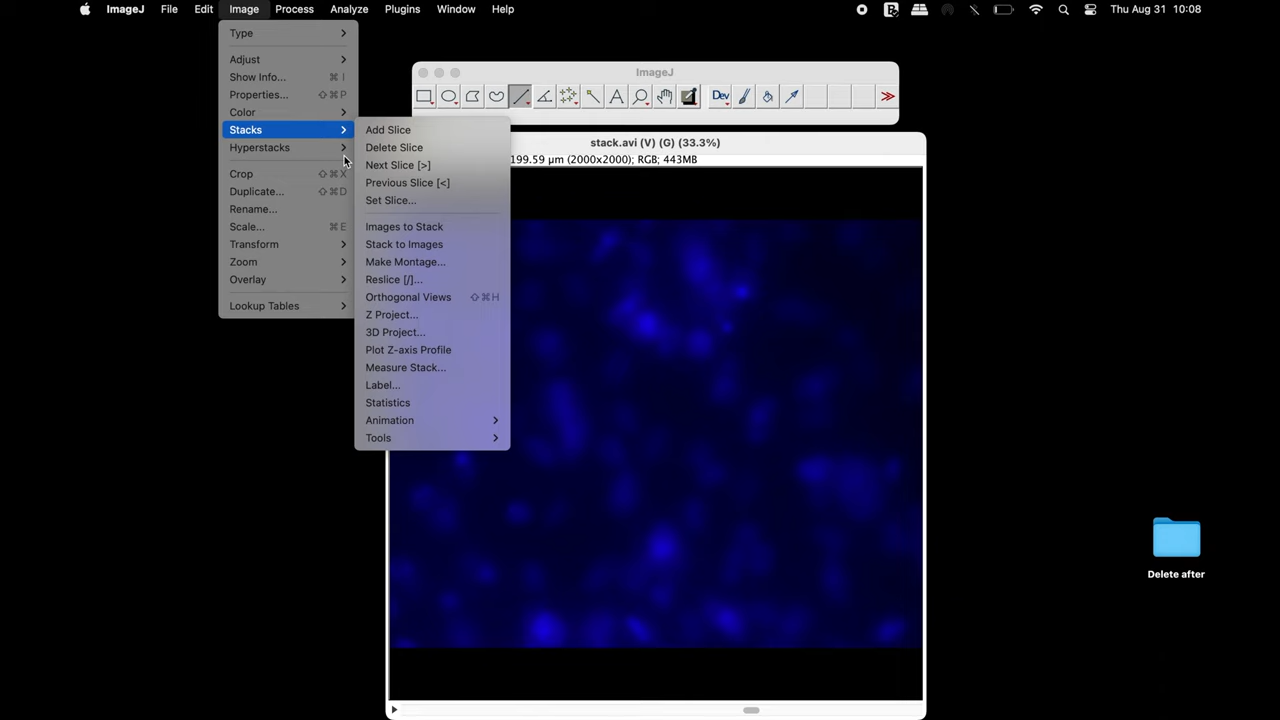 ImageJ File Edit Image Process Analyze Plugins Window Help Thu Aug 31 10:08
Type
Adjust
Show Info... ⌘ I
Properties... ⇧⌘P
Color
Stacks
Hyperstacks
Crop ⇧⌘X
Duplicate... ⇧⌘D
Rename...
Scale... ⌘E
Transform
Zoom
Overlay
Lookup Tables
Add Slice
Delete Slice
Next Slice [>]
Previous Slice [<]
Set Slice...
Images to Stack
Stack to Images
Make Montage...
Reslice [/]...
Orthogonal Views ⇧⌘H
Z Project...
3D Project...
Plot Z-axis Profile
Measure Stack...
Label...
Statistics
Animation
Tools
ImageJ
A Dev
stack.avi (V) (G) (33.3%)
199.59 µm (2000x2000); RGB; 443MB
Delete after